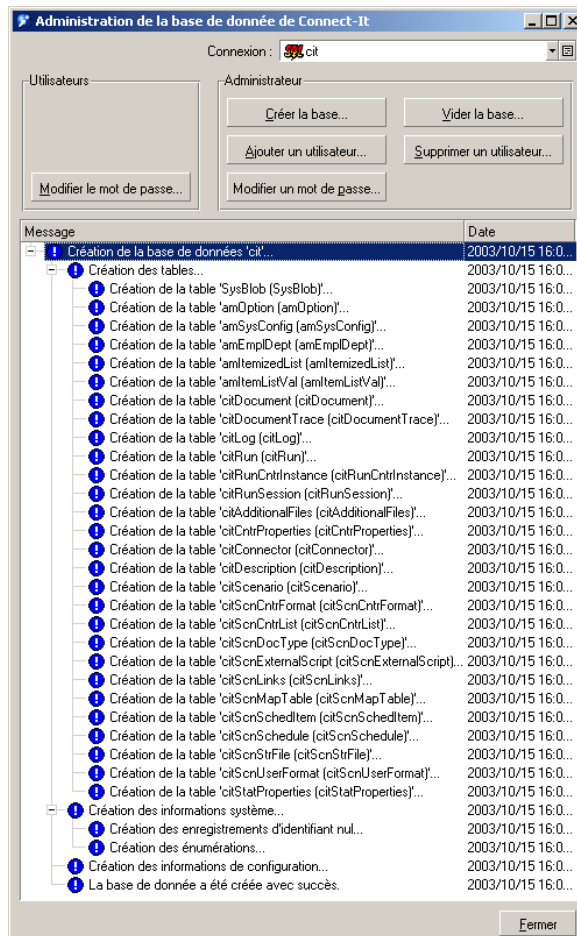 Administration de la base de donnée de Connect-It
Connexion : SQL cit
Utilisateurs
Administrateur
Créer la base...
Vider la base...
Ajouter un utilisateur...
Supprimer un utilisateur...
Modifier le mot de passe...
Modifier un mot de passe...
Message Date
Création de la base de données 'cit'... 2003/10/15 16:0...
Création des tables... 2003/10/15 16:0...
Création de la table 'SysBlob (SysBlob)'... 2003/10/15 16:0...
Création de la table 'amOption (amOption)'... 2003/10/15 16:0...
Création de la table 'amSysConfig (amSysConfig)'... 2003/10/15 16:0...
Création de la table 'amEmplDept (amEmplDept)'... 2003/10/15 16:0...
Création de la table 'amItemizedList (amItemizedList)'... 2003/10/15 16:0...
Création de la table 'amItemListVal (amItemListVal)'... 2003/10/15 16:0...
Création de la table 'citDocument (citDocument)'... 2003/10/15 16:0...
Création de la table 'citDocumentTrace (citDocumentTrace)'... 2003/10/15 16:0...
Création de la table 'citLog (citLog)'... 2003/10/15 16:0...
Création de la table 'citRun (citRun)'... 2003/10/15 16:0...
Création de la table 'citRunCntrInstance (citRunCntrInstance)'... 2003/10/15 16:0...
Création de la table 'citRunSession (citRunSession)'... 2003/10/15 16:0...
Création de la table 'citAdditionalFiles (citAdditionalFiles)'... 2003/10/15 16:0...
Création de la table 'citCntrProperties (citCntrProperties)'... 2003/10/15 16:0...
Création de la table 'citConnector (citConnector)'... 2003/10/15 16:0...
Création de la table 'citDescription (citDescription)'... 2003/10/15 16:0...
Création de la table 'citScenario (citScenario)'... 2003/10/15 16:0...
Création de la table 'citScnCntrFormat (citScnCntrFormat)'... 2003/10/15 16:0...
Création de la table 'citScnCntrList (citScnCntrList)'... 2003/10/15 16:0...
Création de la table 'citScnDocType (citScnDocType)'... 2003/10/15 16:0...
Création de la table 'citScnExternalScript (citScnExternalScript)... 2003/10/15 16:0...
Création de la table 'citScnLinks (citScnLinks)'... 2003/10/15 16:0...
Création de la table 'citScnMapTable (citScnMapTable)'... 2003/10/15 16:0...
Création de la table 'citScnSchedItem (citScnSchedItem)'... 2003/10/15 16:0...
Création de la table 'citScnSchedule (citScnSchedule)'... 2003/10/15 16:0...
Création de la table 'citScnStrFile (citScnStrFile)'... 2003/10/15 16:0...
Création de la table 'citScnUserFormat (citScnUserFormat)'... 2003/10/15 16:0...
Création de la table 'citStatProperties (citStatProperties)'... 2003/10/15 16:0...
Création des informations système... 2003/10/15 16:0...
Création des enregistrements d'identifiant nul... 2003/10/15 16:0...
Création des énumérations... 2003/10/15 16:0...
Création des informations de configuration... 2003/10/15 16:0...
La base de donnée a été créée avec succès. 2003/10/15 16:0...
Fermer